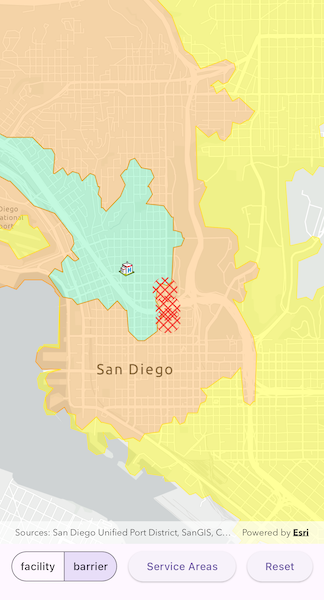 Diego
ational
port
San Diego
Sources: San Diego Unified Port District, SanGIS, C... Powered by Esri
facility barrier Service Areas Reset